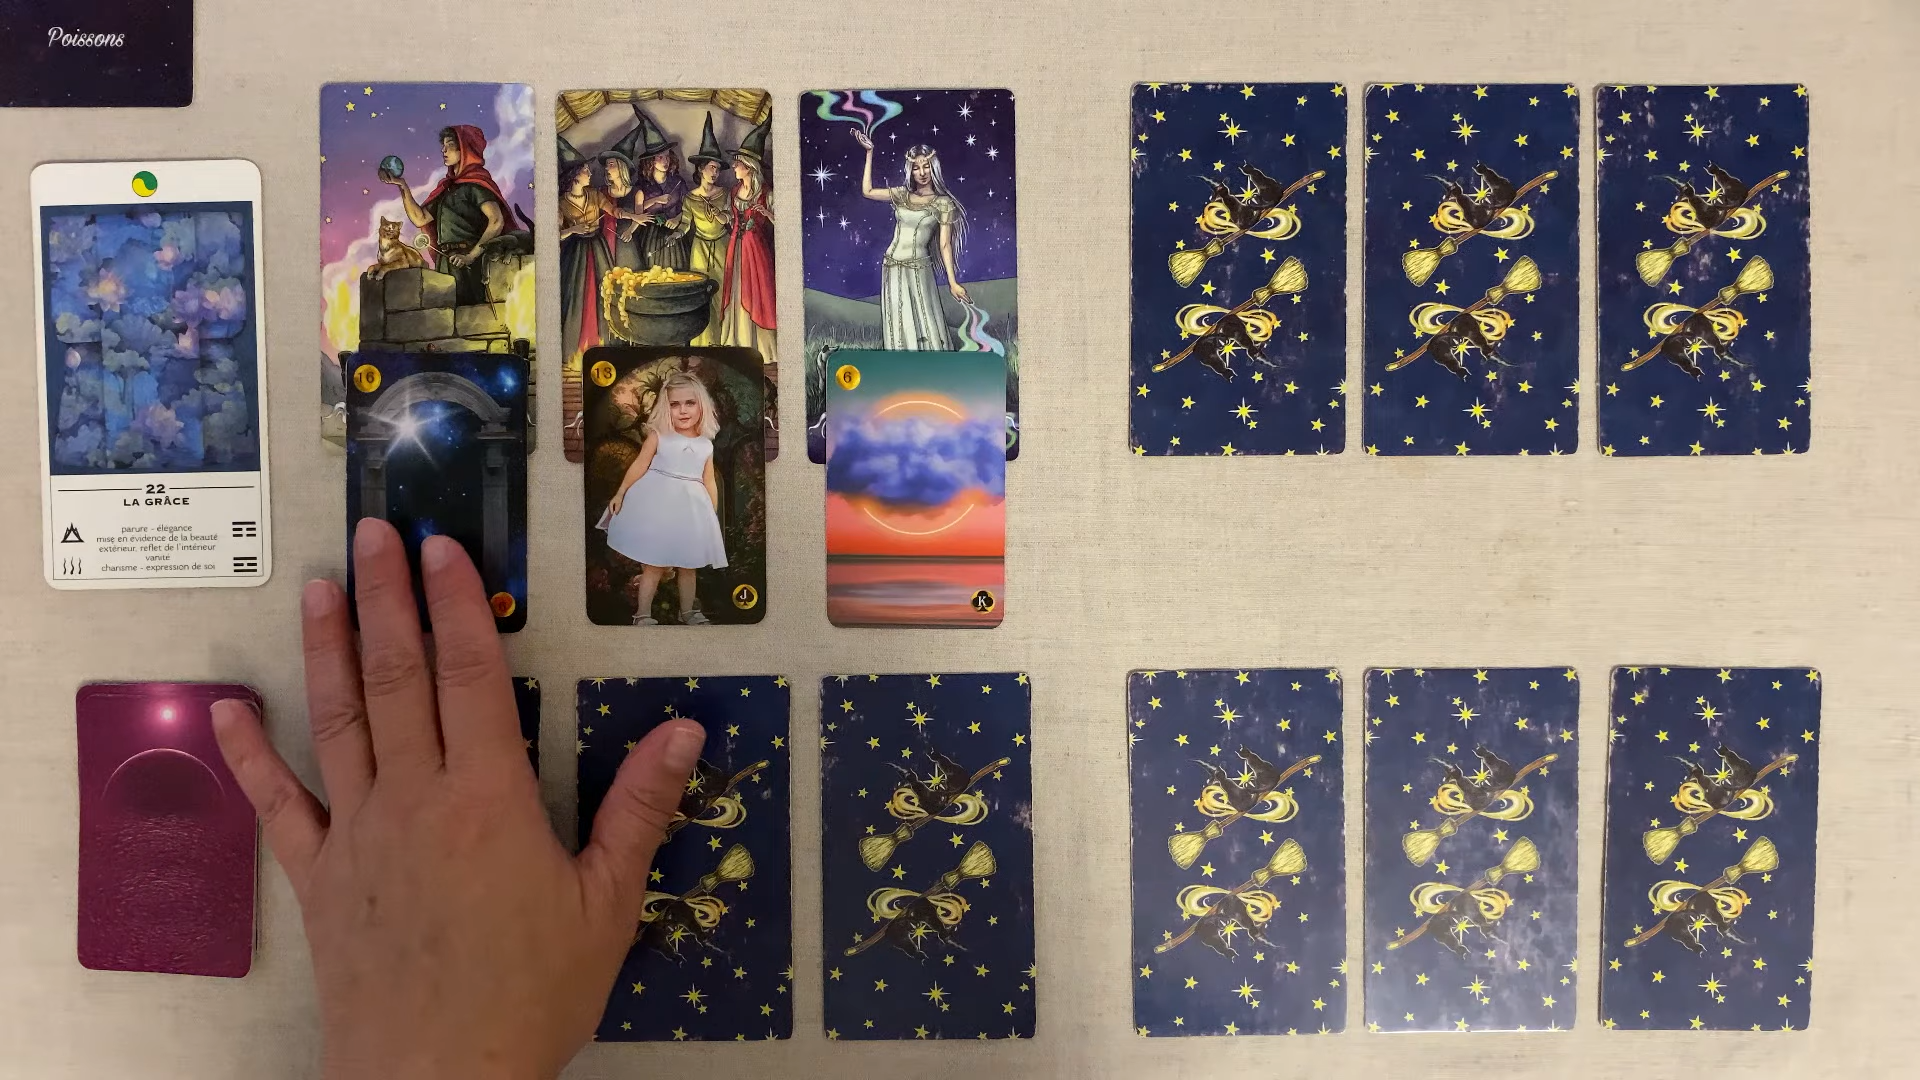 Poissons
22
LA GRÂCE
parure - élégance
mise en évidence de la beauté
extérieur, reflet de l'intérieur
vanité
charisme - expression de soi
16
13
J
6
K